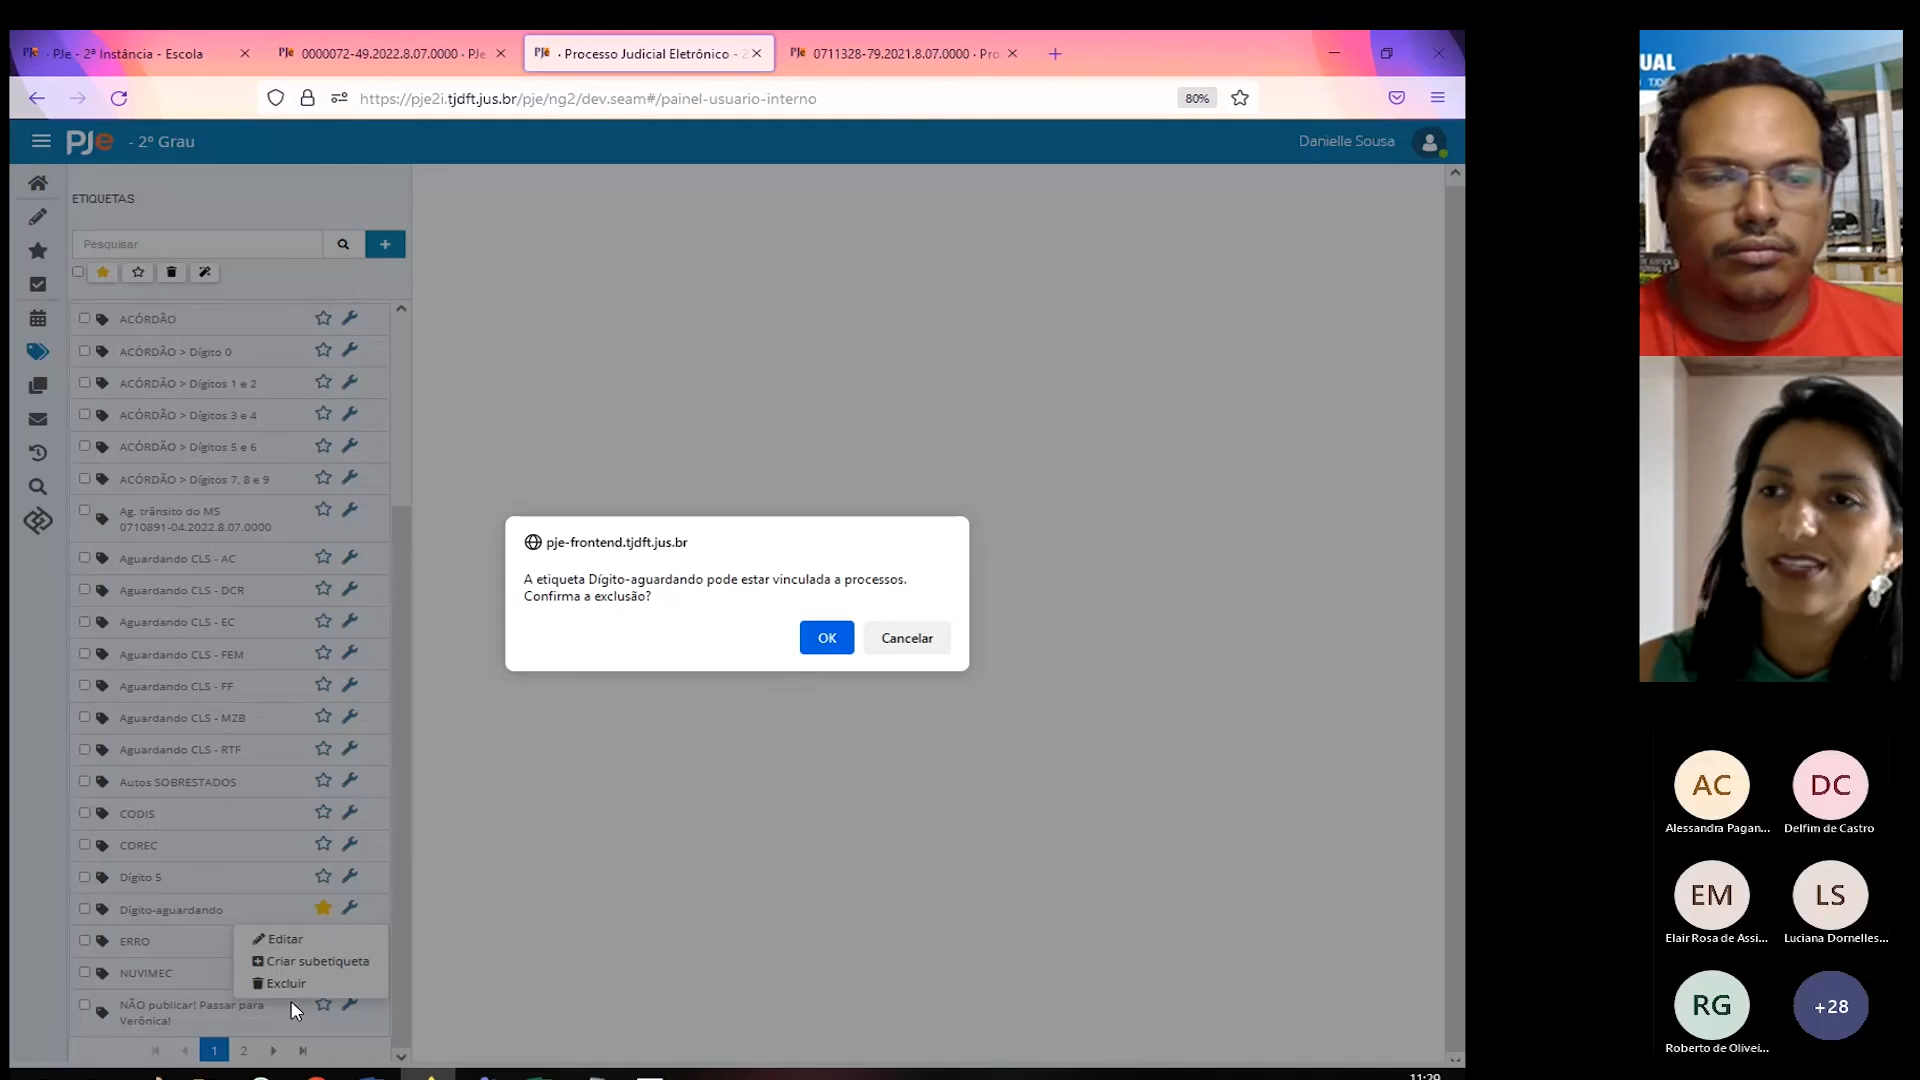 PJe - 2ª Instância - Escola
0000072-49.2022.8.07.0000 · PJe
· Processo Judicial Eletrônico - 2
0711328-79.2021.8.07.0000 · Pro
https://pje2i.tjdft.jus.br/pje/ng2/dev.seam#/painel-usuario-interno
80%
PJe - 2º Grau
Danielle Sousa
ETIQUETAS
Pesquisar
ACÓRDÃO
ACÓRDÃO > Dígito 0
ACÓRDÃO > Dígitos 1 e 2
ACÓRDÃO > Dígitos 3 e 4
ACÓRDÃO > Dígitos 5 e 6
ACÓRDÃO > Dígitos 7, 8 e 9
Ag. trânsito do MS
0710891-04.2022.8.07.0000
Aguardando CLS - AC
Aguardando CLS - DCR
Aguardando CLS - EC
Aguardando CLS - FEM
Aguardando CLS - FF
Aguardando CLS - MZB
Aguardando CLS - RTF
Autos SOBRESTADOS
CODIS
COREC
Dígito 5
Dígito-aguardando
ERRO
NUVIMEC
NÃO publicar! Passar para
Verônica!
Editar
Criar subetiqueta
Excluir
1
2
pje-frontend.tjdft.jus.br
A etiqueta Dígito-aguardando pode estar vinculada a processos.
Confirma a exclusão?
OK
Cancelar
UAL
AC
Alessandra Pagan...
DC
Delfim de Castro
EM
Elair Rosa de Assi...
LS
Luciana Dornelles...
RG
Roberto de Olivei...
+28
11:29